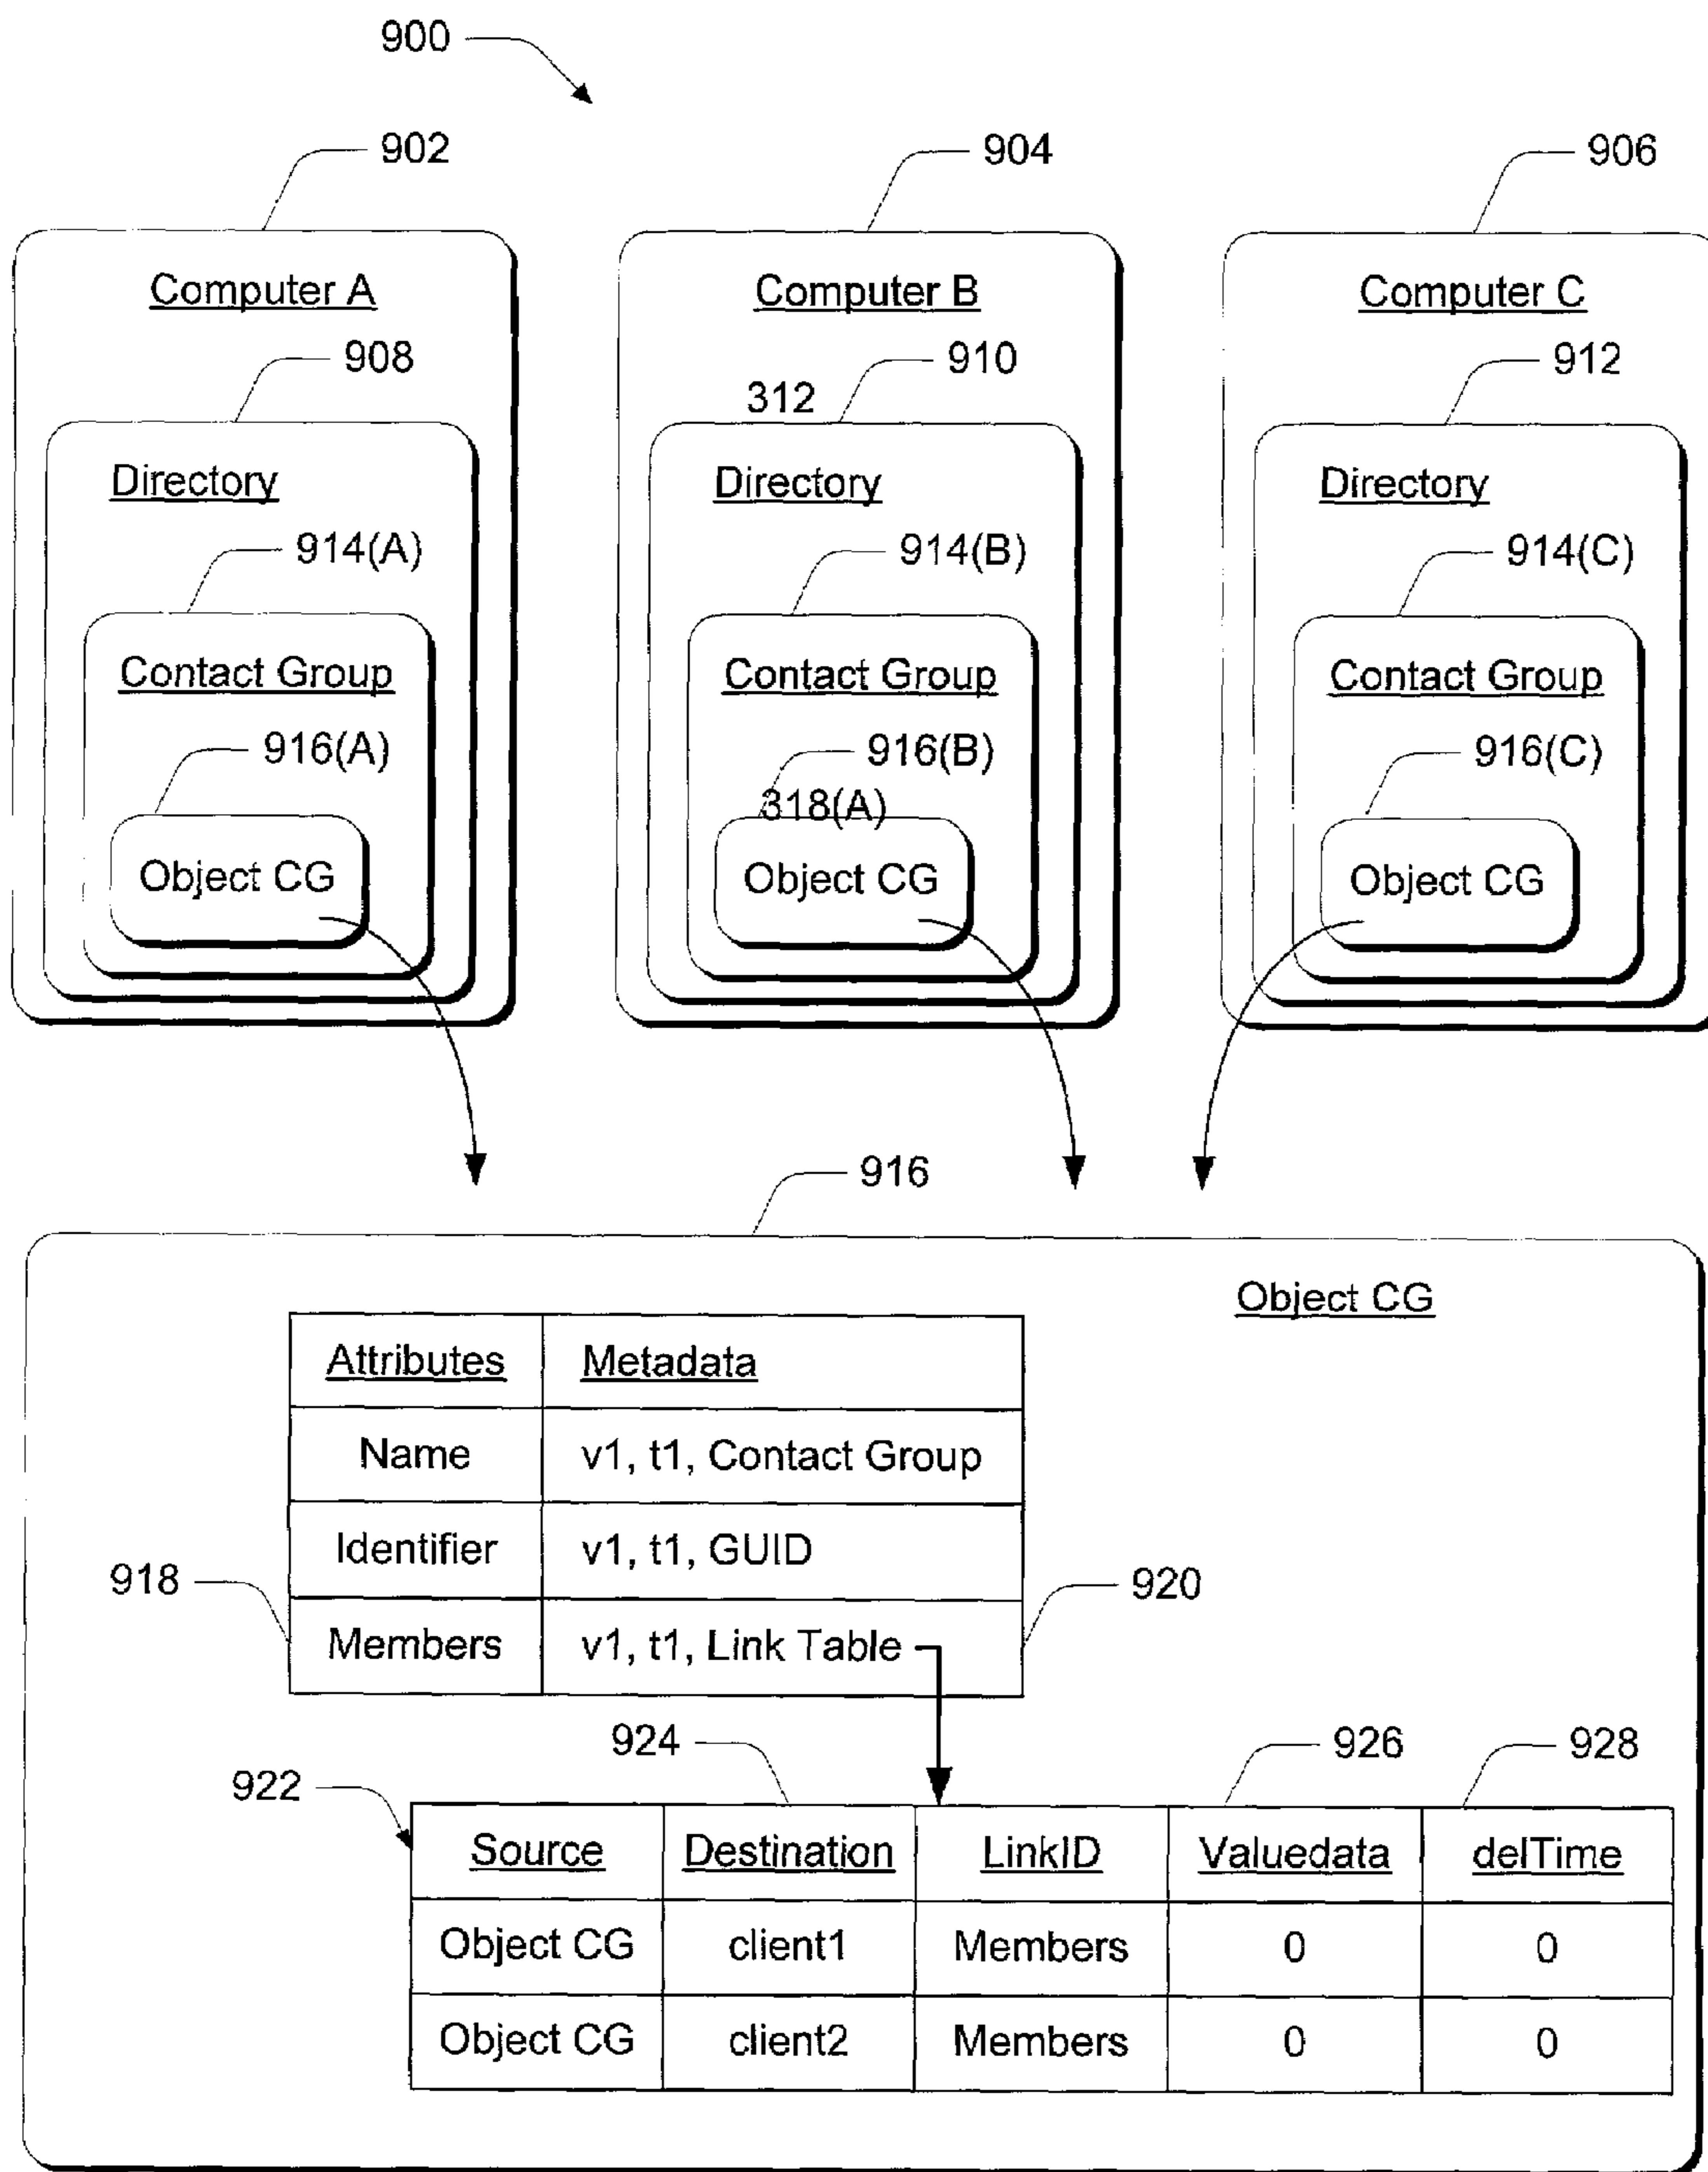 900
902 904 906
Computer A Computer B Computer C
908 910 912
312
Directory Directory Directory
914(A) 914(B) 914(C)
Contact Group Contact Group Contact Group
916(A) 916(B) 916(C)
318(A)
Object CG Object CG Object CG
916
Object CG
Attributes Metadata
Name v1, t1, Contact Group
Identifier v1, t1, GUID
918 920
Members v1, t1, Link Table
924 926 928
922
Source Destination LinkID Valuedata delTime
Object CG client1 Members 0 0
Object CG client2 Members 0 0